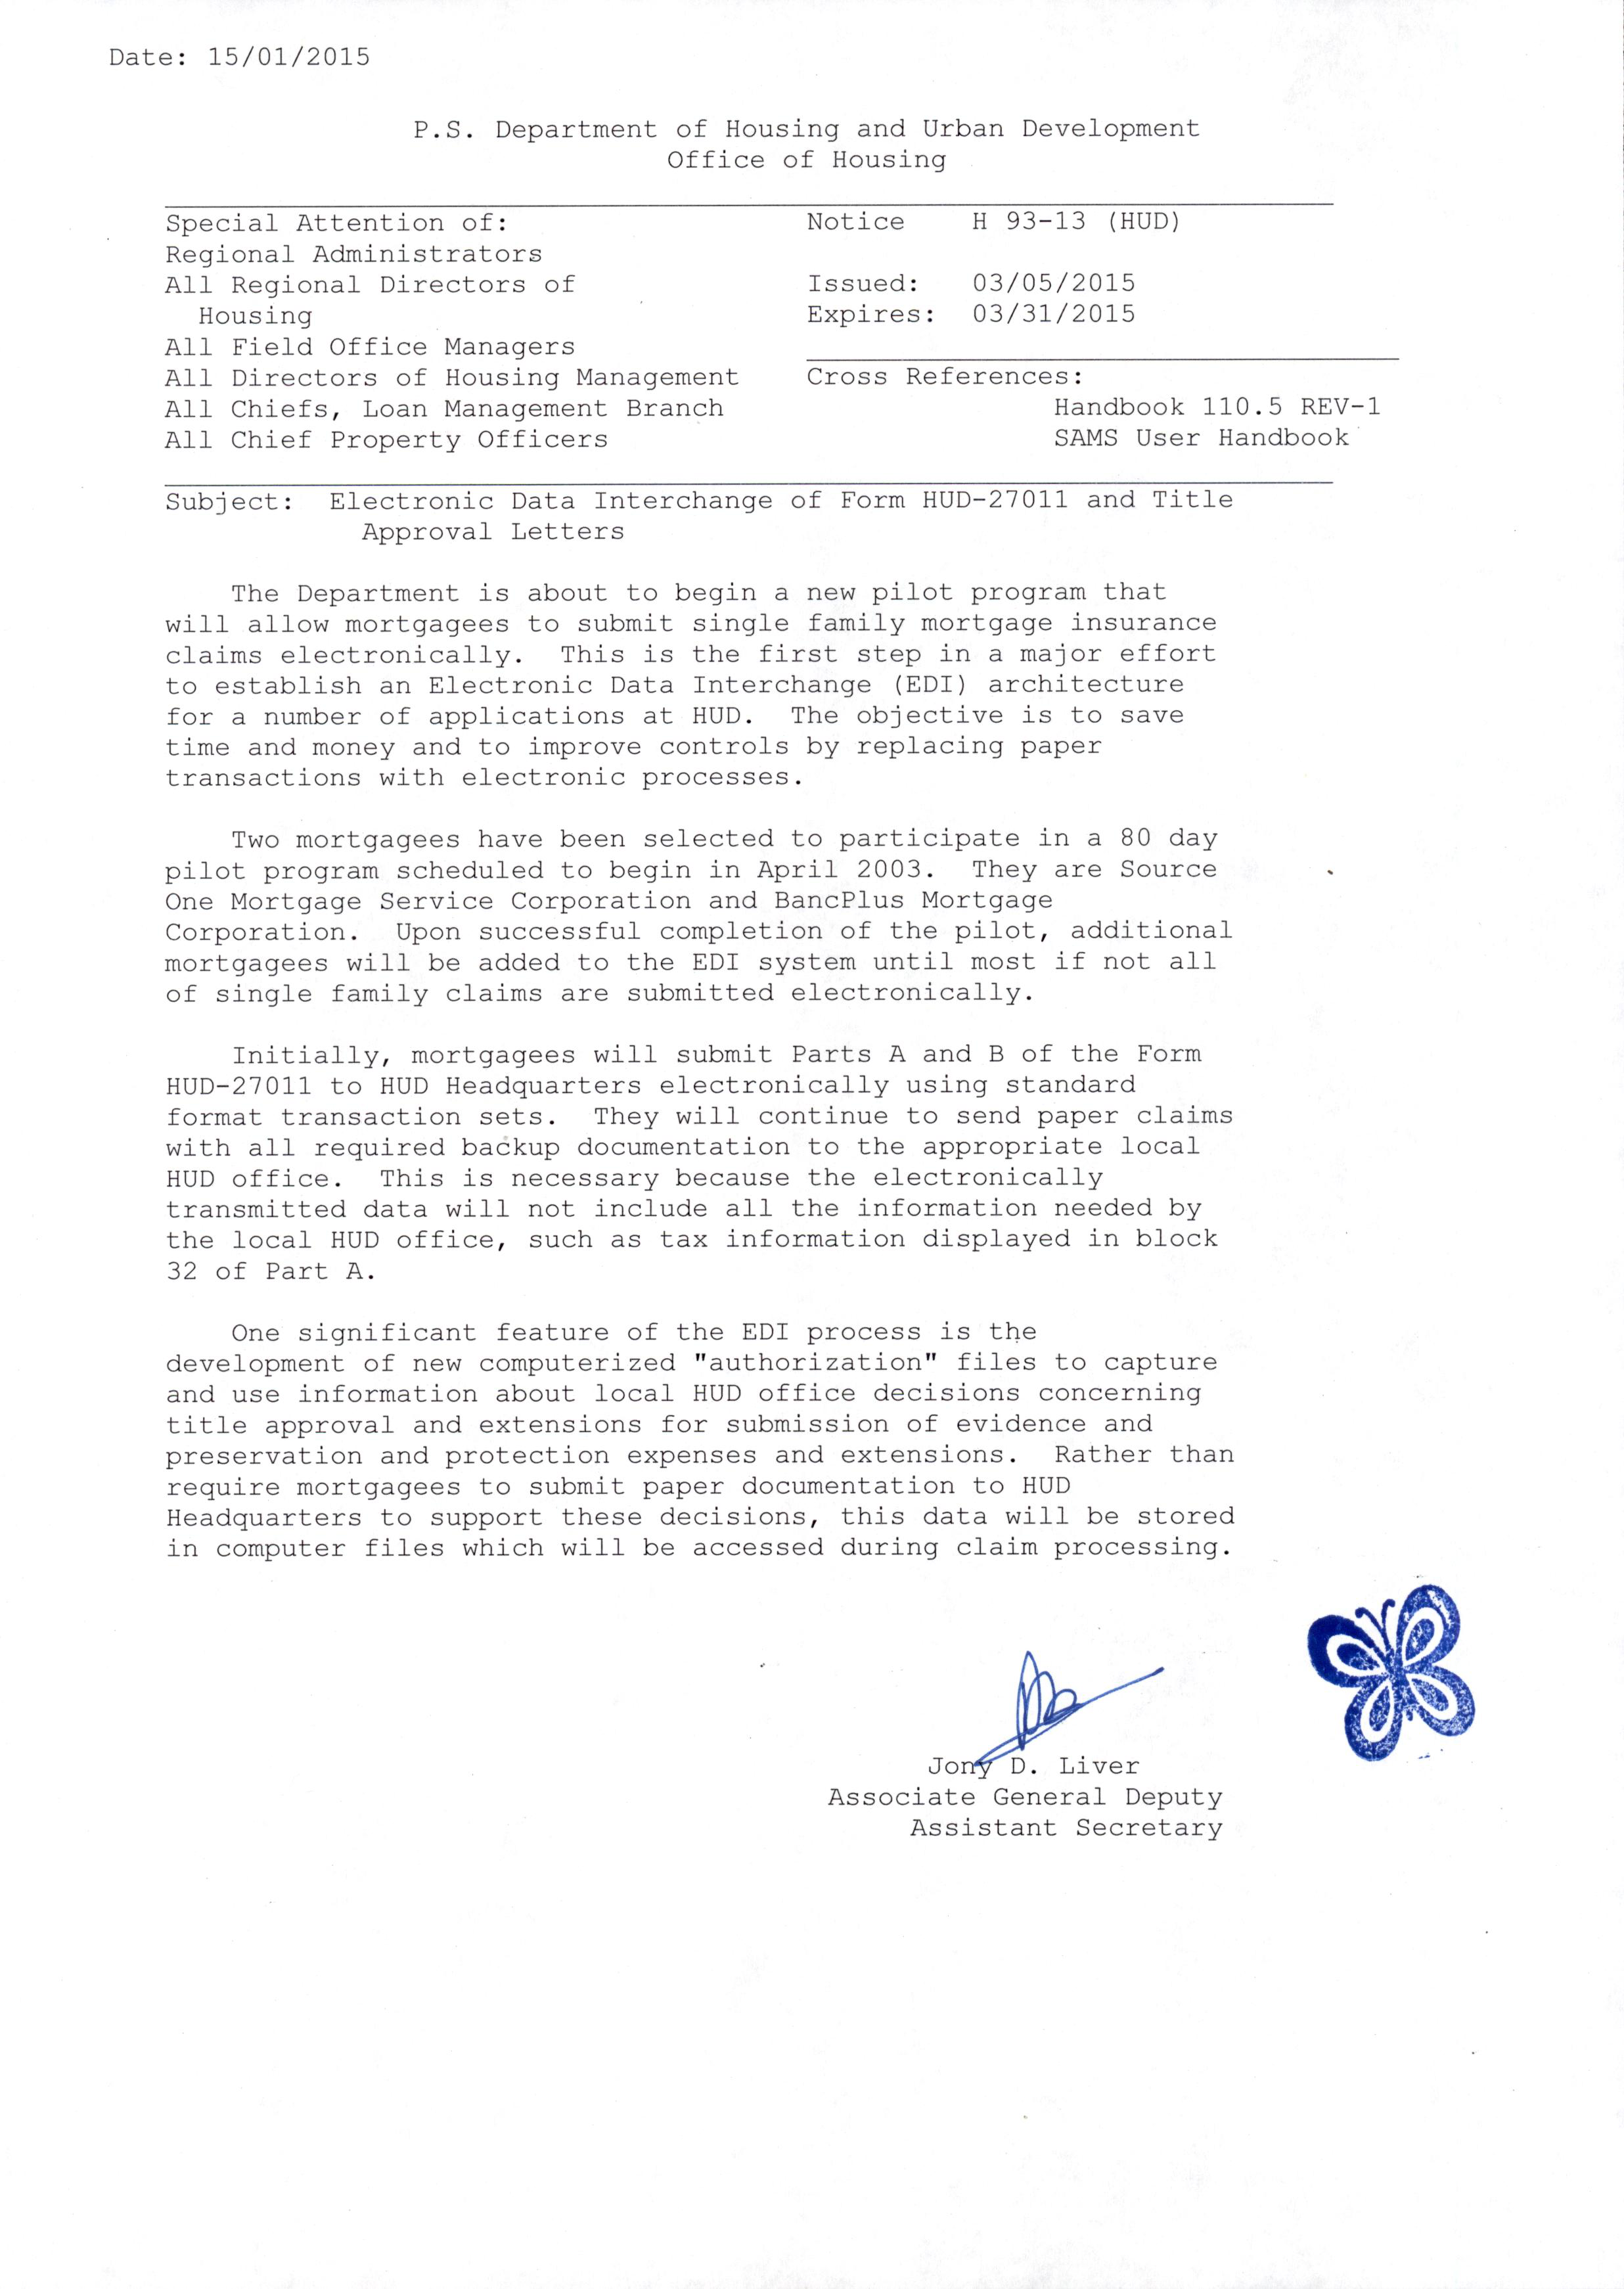 Date: 15/01/2015
P.S. Department of Housing and Urban Development
Office of Housing
Special Attention of:
Regional Administrators
All Regional Directors of
Housing
All Field Office Managers
All Directors of Housing Management
All Chiefs, Loan Management Branch
All Chief Property Officers
Notice H 93-13 (HUD)
Issued: 03/05/2015
Expires: 03/31/2015
Cross References:
Handbook 110.5 REV-1
SAMS User Handbook
Subject: Electronic Data Interchange of Form HUD-27011 and Title
Approval Letters
The Department is about to begin a new pilot program that
will allow mortgagees to submit single family mortgage insurance
claims electronically. This is the first step in a major effort
to establish an Electronic Data Interchange (EDI) architecture
for a number of applications at HUD. The objective is to save
time and money and to improve controls by replacing paper
transactions with electronic processes.
Two mortgagees have been selected to participate in a 80 day
pilot program scheduled to begin in April 2003. They are Source
One Mortgage Service Corporation and BancPlus Mortgage
Corporation. Upon successful completion of the pilot, additional
mortgagees will be added to the EDI system until most if not all
of single family claims are submitted electronically.
Initially, mortgagees will submit Parts A and B of the Form
HUD-27011 to HUD Headquarters electronically using standard
format transaction sets. They will continue to send paper claims
with all required backup documentation to the appropriate local
HUD office. This is necessary because the electronically
transmitted data will not include all the information needed by
the local HUD office, such as tax information displayed in block
32 of Part A.
One significant feature of the EDI process is the
development of new computerized "authorization" files to capture
and use information about local HUD office decisions concerning
title approval and extensions for submission of evidence and
preservation and protection expenses and extensions. Rather than
require mortgagees to submit paper documentation to HUD
Headquarters to support these decisions, this data will be stored
in computer files which will be accessed during claim processing.
Jony D. Liver
Associate General Deputy
Assistant Secretary